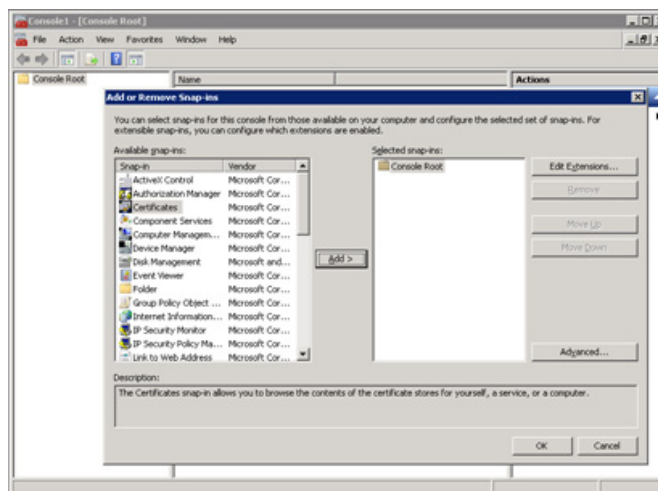 Console1 - [Console Root]
File Action View Favorites Window Help
Console Root
Name
Actions
Add or Remove Snap-ins
You can select snap-ins for this console from those available on your computer and configure the selected set of snap-ins. For
extensible snap-ins, you can configure which extensions are enabled.
Available snap-ins:
Snap-in Vendor
ActiveX Control Microsoft Cor...
Authorization Manager Microsoft Cor...
Certificates Microsoft Cor...
Component Services Microsoft Cor...
Computer Managem... Microsoft Cor...
Device Manager Microsoft Cor...
Disk Management Microsoft and...
Event Viewer Microsoft Cor...
Folder Microsoft Cor...
Group Policy Object ... Microsoft Cor...
Internet Information... Microsoft Cor...
IP Security Monitor Microsoft Cor...
IP Security Policy Ma... Microsoft Cor...
Link to Web Address Microsoft Cor...
Add >
Selected snap-ins:
Console Root
Edit Extensions...
Remove
Move Up
Move Down
Advanced...
Description:
The Certificates snap-in allows you to browse the contents of the certificate stores for yourself, a service, or a computer.
OK Cancel